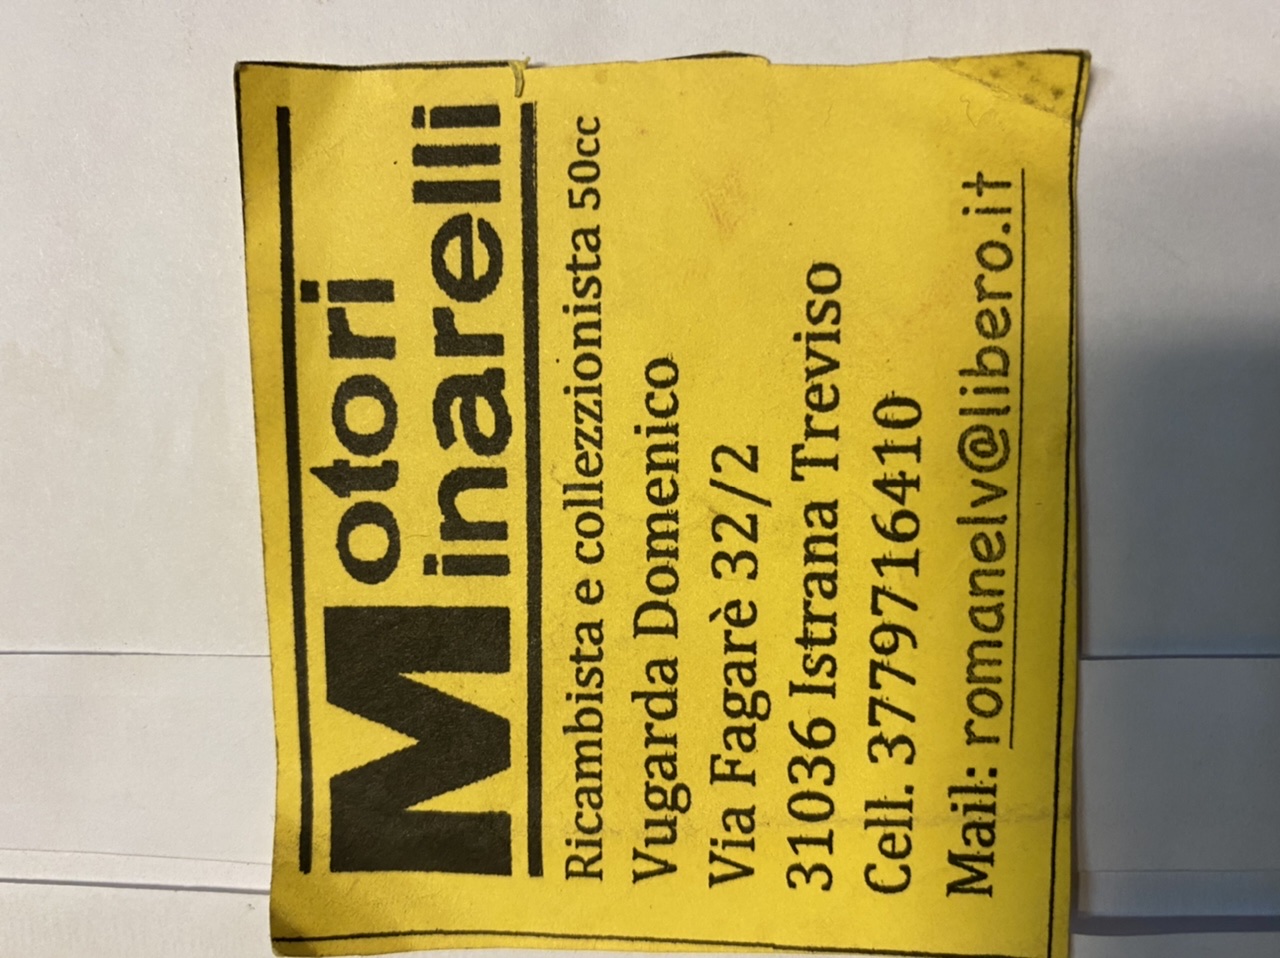 Motori
Minarelli
Ricambista e collezzionista 50cc
Vugarda Domenico
Via Fagarè 32/2
31036 Istrana Treviso
Cell. 3779716410
Mail: romanelv@libero.it